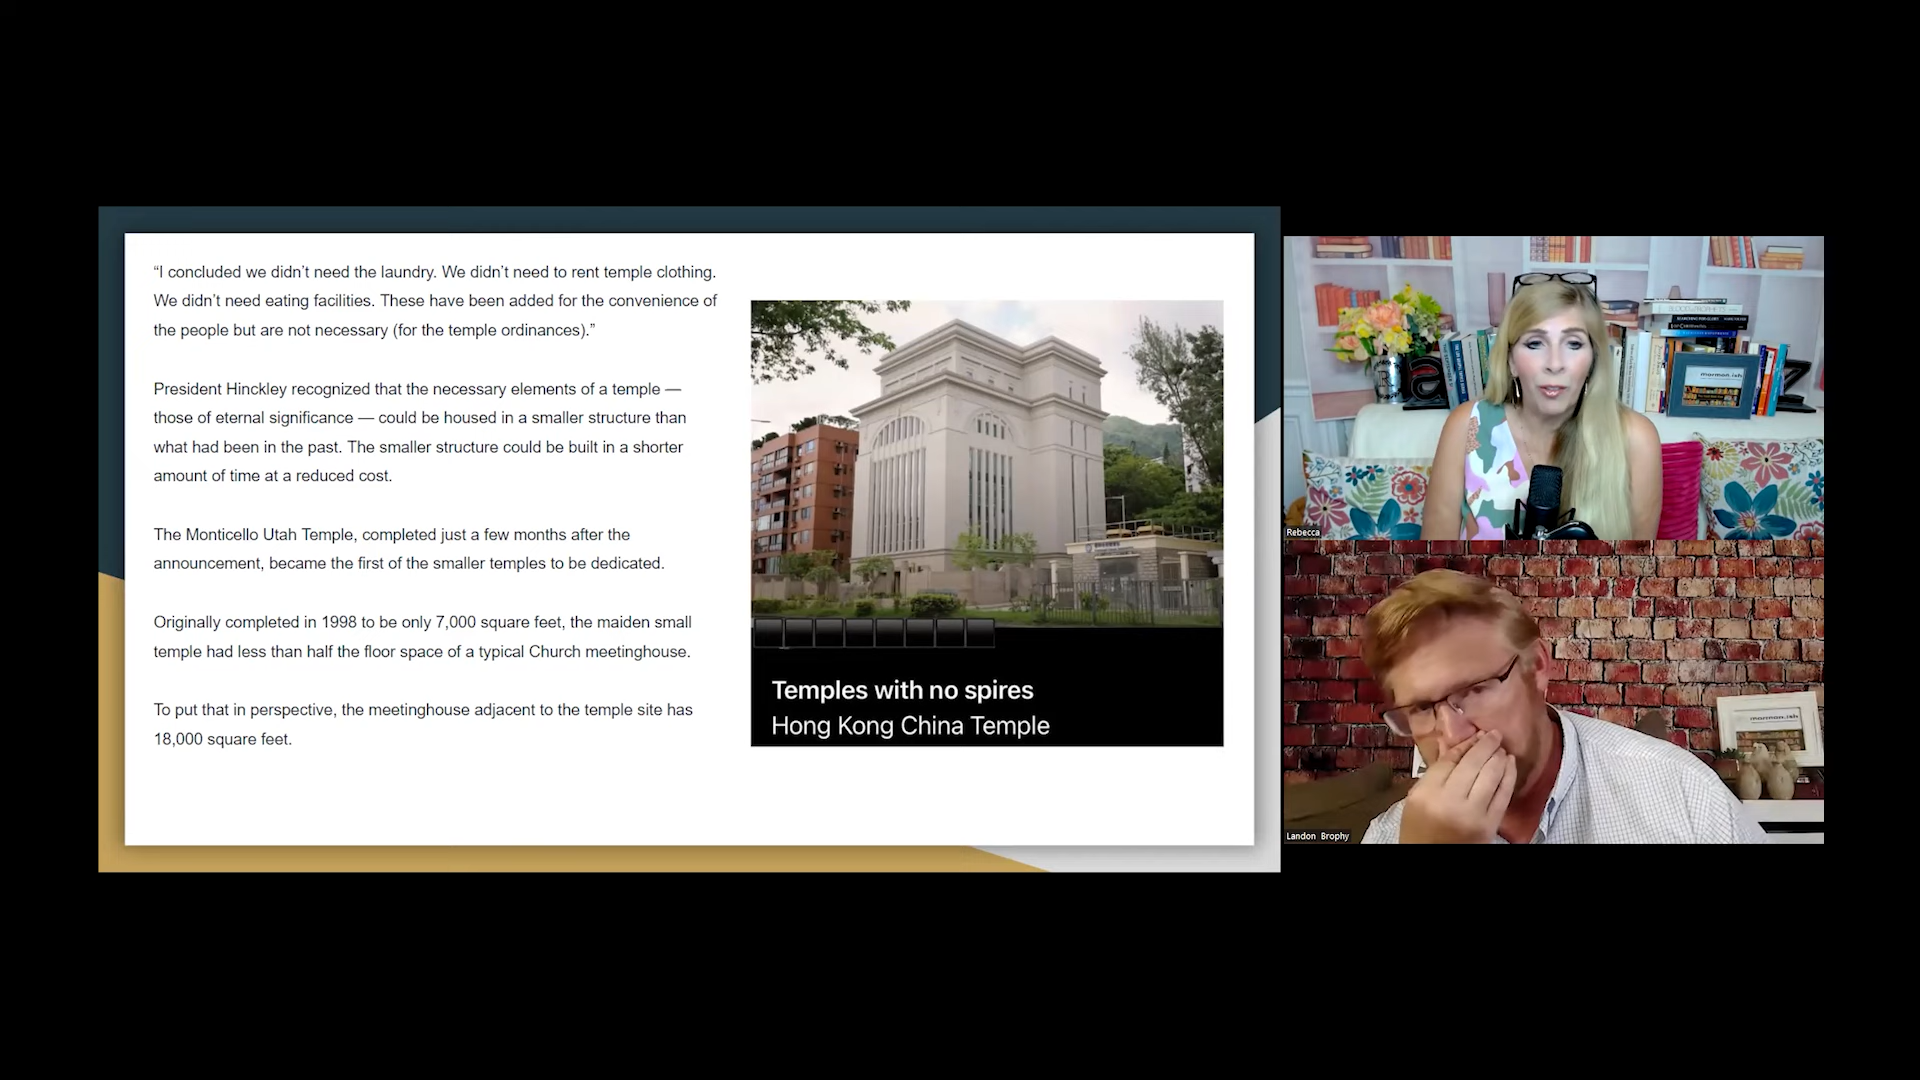 “I concluded we didn’t need the laundry. We didn’t need to rent temple clothing.
We didn’t need eating facilities. These have been added for the convenience of
the people but are not necessary (for the temple ordinances).”
President Hinckley recognized that the necessary elements of a temple —
those of eternal significance — could be housed in a smaller structure than
what had been in the past. The smaller structure could be built in a shorter
amount of time at a reduced cost.
The Monticello Utah Temple, completed just a few months after the
announcement, became the first of the smaller temples to be dedicated.
Originally completed in 1998 to be only 7,000 square feet, the maiden small
temple had less than half the floor space of a typical Church meetinghouse.
To put that in perspective, the meetinghouse adjacent to the temple site has
18,000 square feet.
Temples with no spires
Hong Kong China Temple
mormon.ish
Rebecca
mormon.ish
Landon Brophy